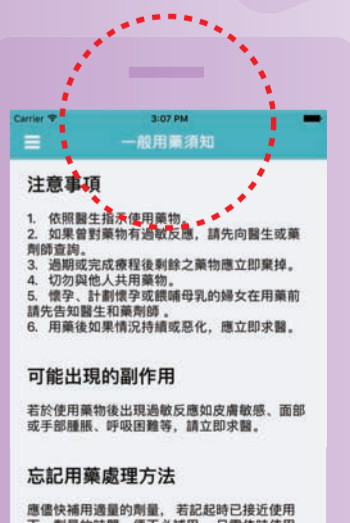 Carrier 3:07 PM
一般用藥須知
注意事項
1. 依照醫生指示使用藥物。
2. 如果曾對藥物有過敏反應，請先向醫生或藥
劑師查詢。
3. 過期或完成療程後剩餘之藥物應立即棄掉。
4. 切勿與他人共用藥物。
5. 懷孕、計劃懷孕或餵哺母乳的婦女在用藥前
請先告知醫生和藥劑師。
6. 用藥後如果情況持續或惡化，應立即求醫。
可能出現的副作用
若於使用藥物後出現過敏反應如皮膚敏感、面部
或手部腫脹、呼吸困難等，請立即求醫。
忘記用藥處理方法
應儘快補用適量的劑量， 若記起時已接近使用